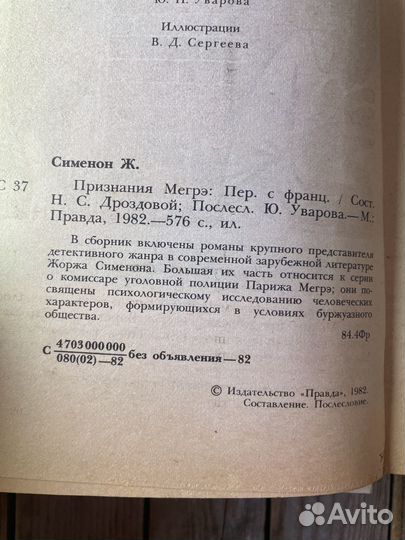 Ю. П. Уварова
Иллюстрации
В. Д. Сергеева
Сименон Ж.
С 37
Признания Мегрэ: Пер. с франц. / Сост.
Н. С. Дроздовой; Послесл. Ю. Уварова.—М.:
Правда, 1982.—576 с., ил.
В сборник включены романы крупного представителя
детективного жанра в современной зарубежной литературе
Жоржа Сименона. Большая их часть относится к серии
о комиссаре уголовной полиции Парижа Мегрэ; они по-
священы психологическому исследованию человеческих
характеров, формирующихся в условиях буржуазного
общества.
84.4Фр
С 4703000000
080(02)—82 без объявления—82
© Издательство «Правда», 1982.
Составление. Послесловие.
Avito